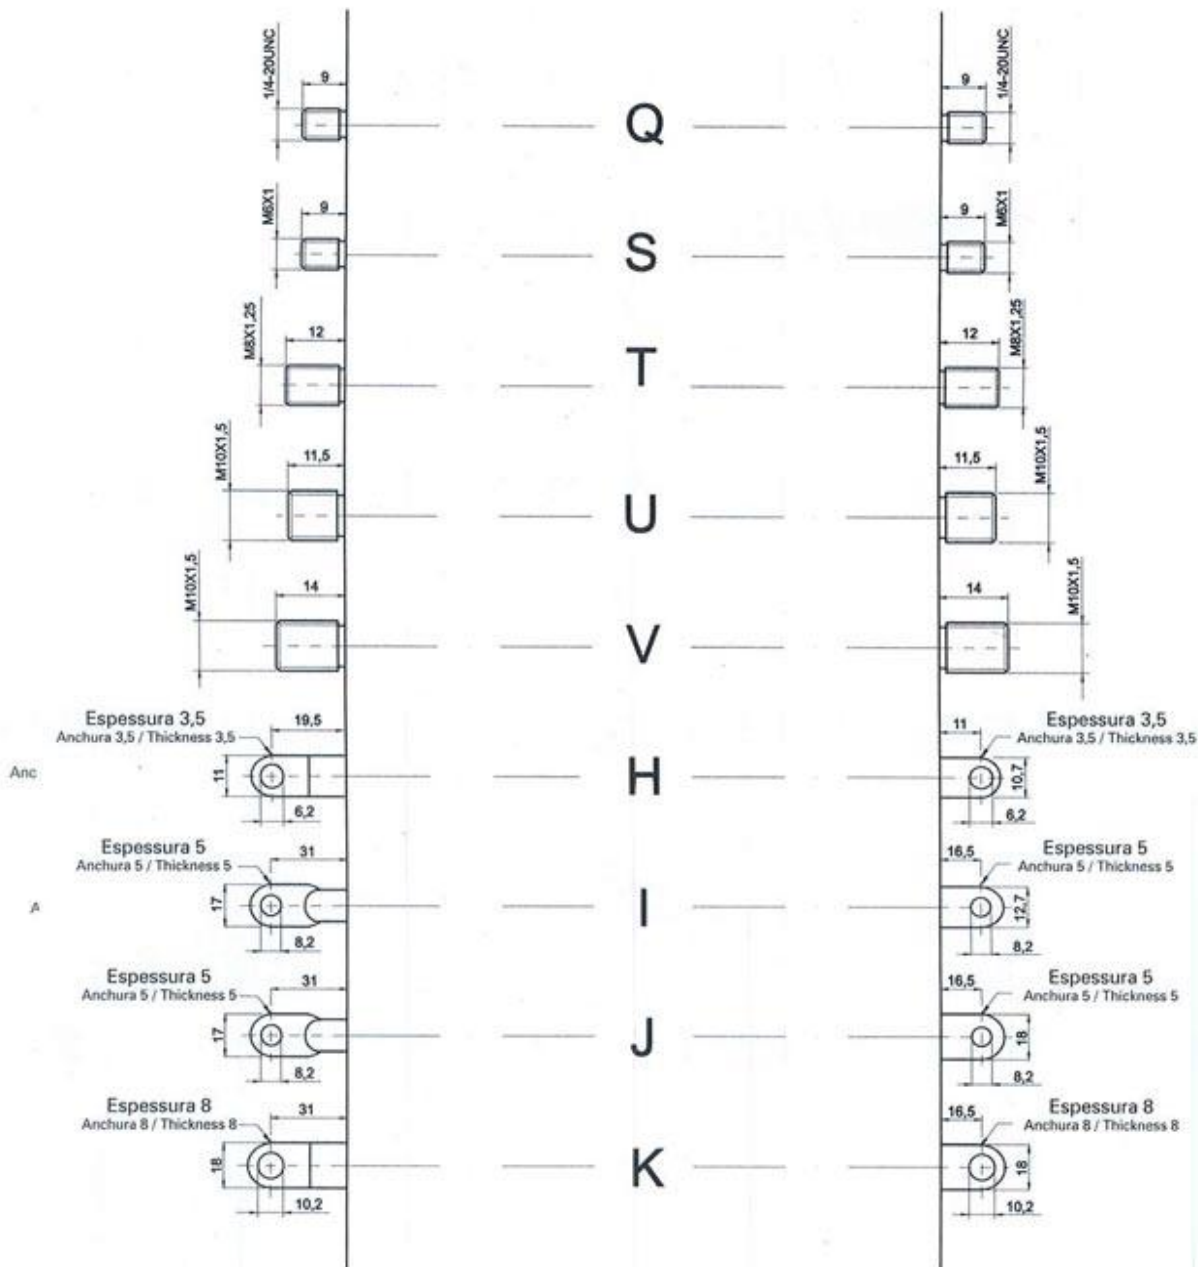 1/4-20UNC
9
Q
9
1/4-20UNC
M6X1
9
S
9
M6X1
M8X1,25
12
T
12
M8X1,25
M10X1,5
11,5
U
11,5
M10X1,5
M10X1,5
14
V
14
M10X1,5
Espessura 3,5
Anchura 3,5 / Thickness 3,5
19,5
11
6,2
H
11
Espessura 3,5
Anchura 3,5 / Thickness 3,5
10,7
6,2
Anc
Espessura 5
Anchura 5 / Thickness 5
31
17
8,2
I
16,5
Espessura 5
Anchura 5 / Thickness 5
12,7
8,2
A
Espessura 5
Anchura 5 / Thickness 5
31
17
8,2
J
16,5
Espessura 5
Anchura 5 / Thickness 5
18
8,2
Espessura 8
Anchura 8 / Thickness 8
31
18
10,2
K
16,5
Espessura 8
Anchura 8 / Thickness 8
18
10,2